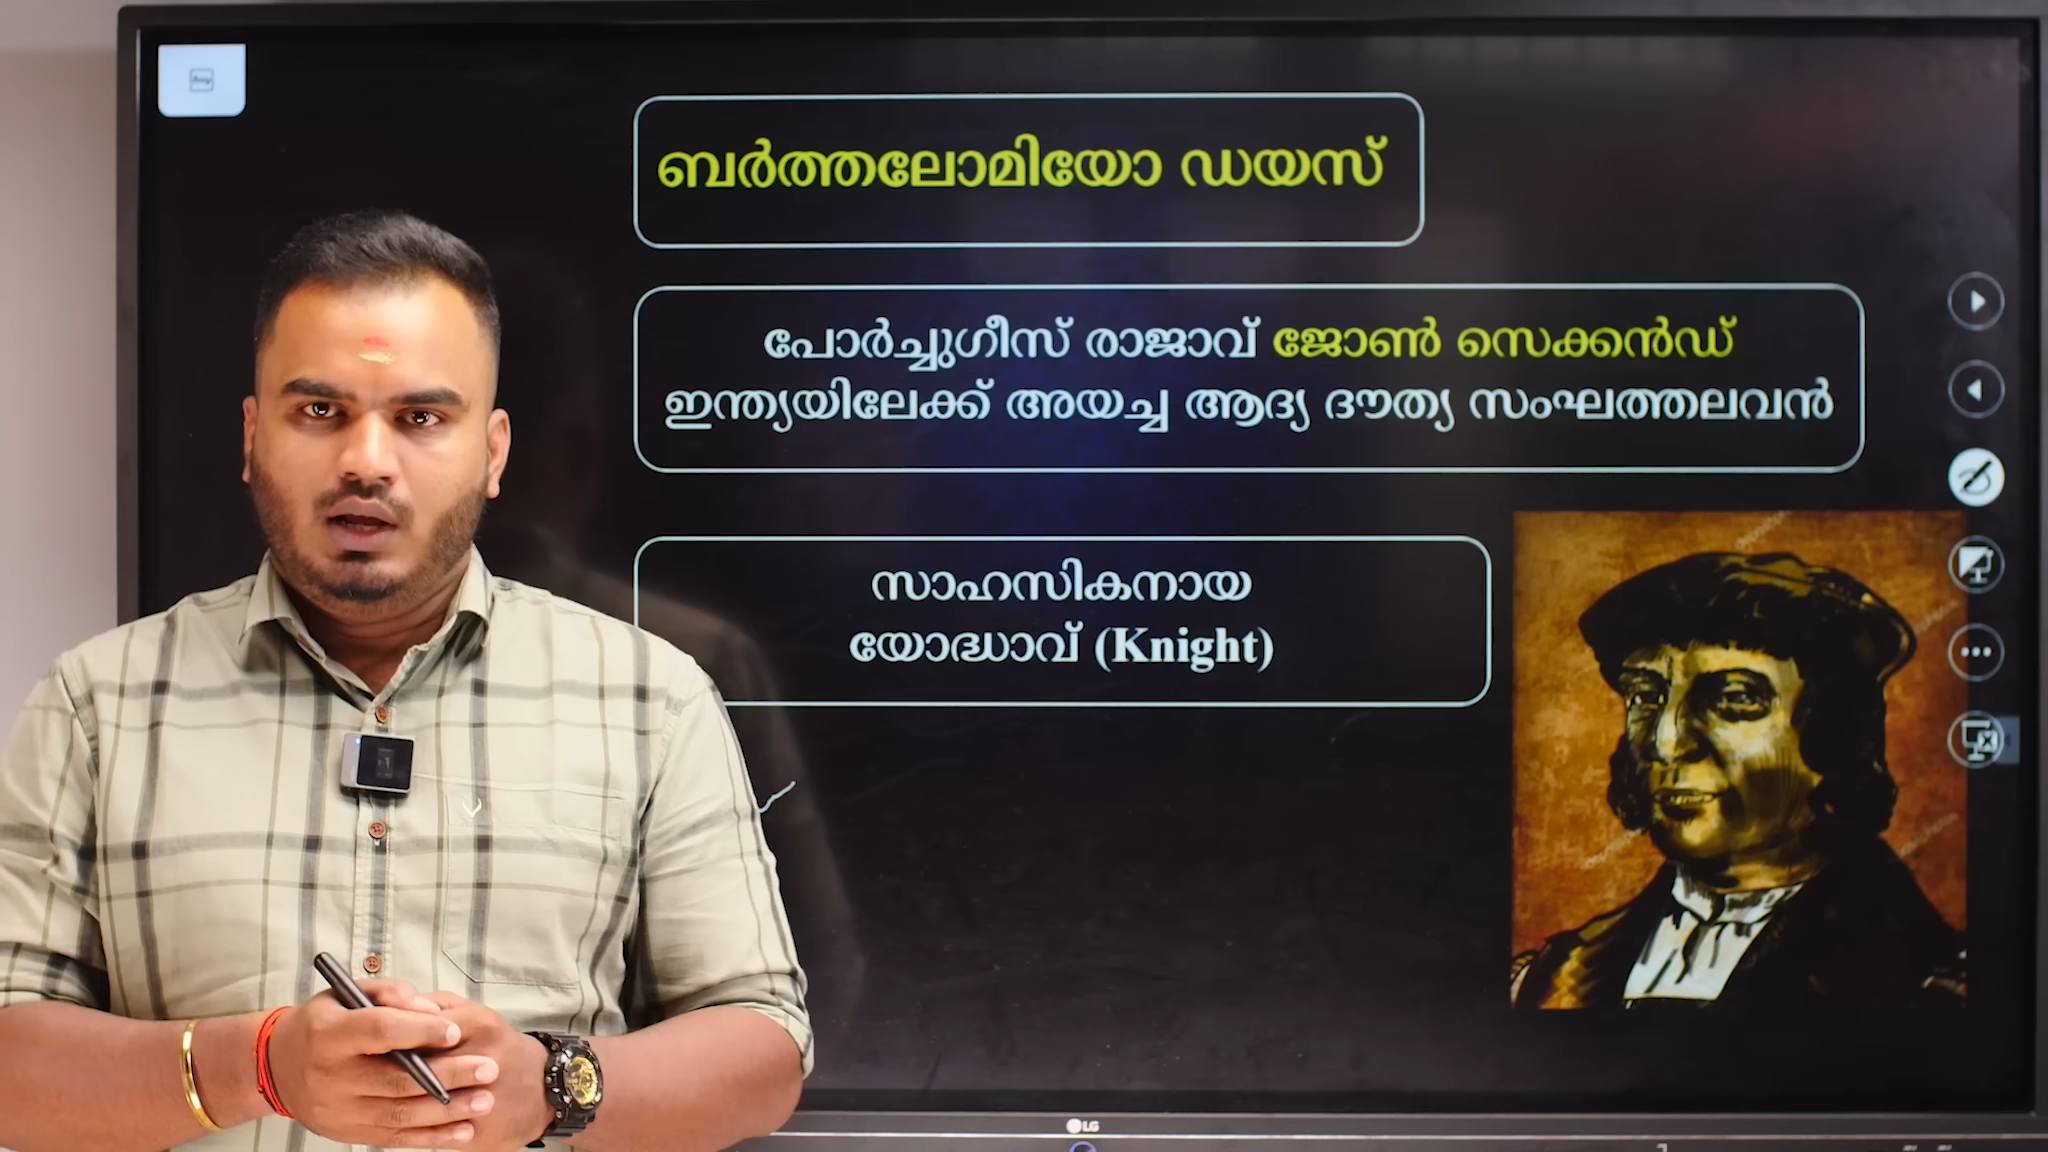 ബർത്തലോമിയോ ഡയസ്
പോർച്ചുഗീസ് രാജാവ് ജോൺ സെക്കൻഡ്
ഇന്ത്യയിലേക്ക് അയച്ച ആദ്യ ദൗത്യ സംഘത്തലവൻ
സാഹസികനായ
യോദ്ധാവ് (Knight)
LG